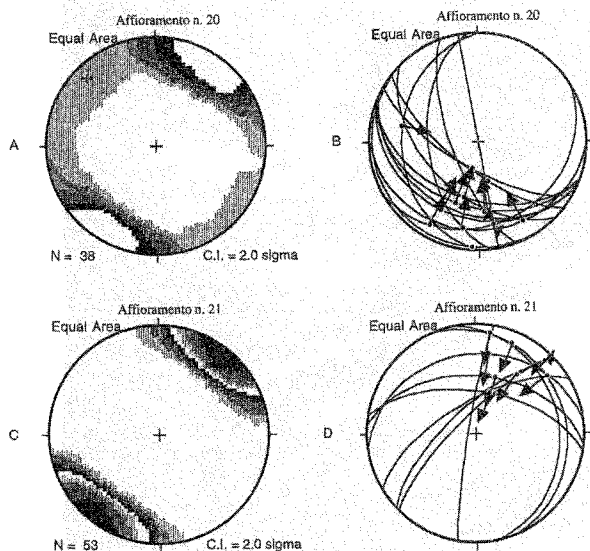 Affioramento n. 20
Equal Area
A
N = 38
C.I. = 2.0 sigma
Affioramento n. 20
Equal Area
B
Affioramento n. 21
Equal Area
C
N = 53
C.I. = 2.0 sigma
Affioramento n. 21
Equal Area
D